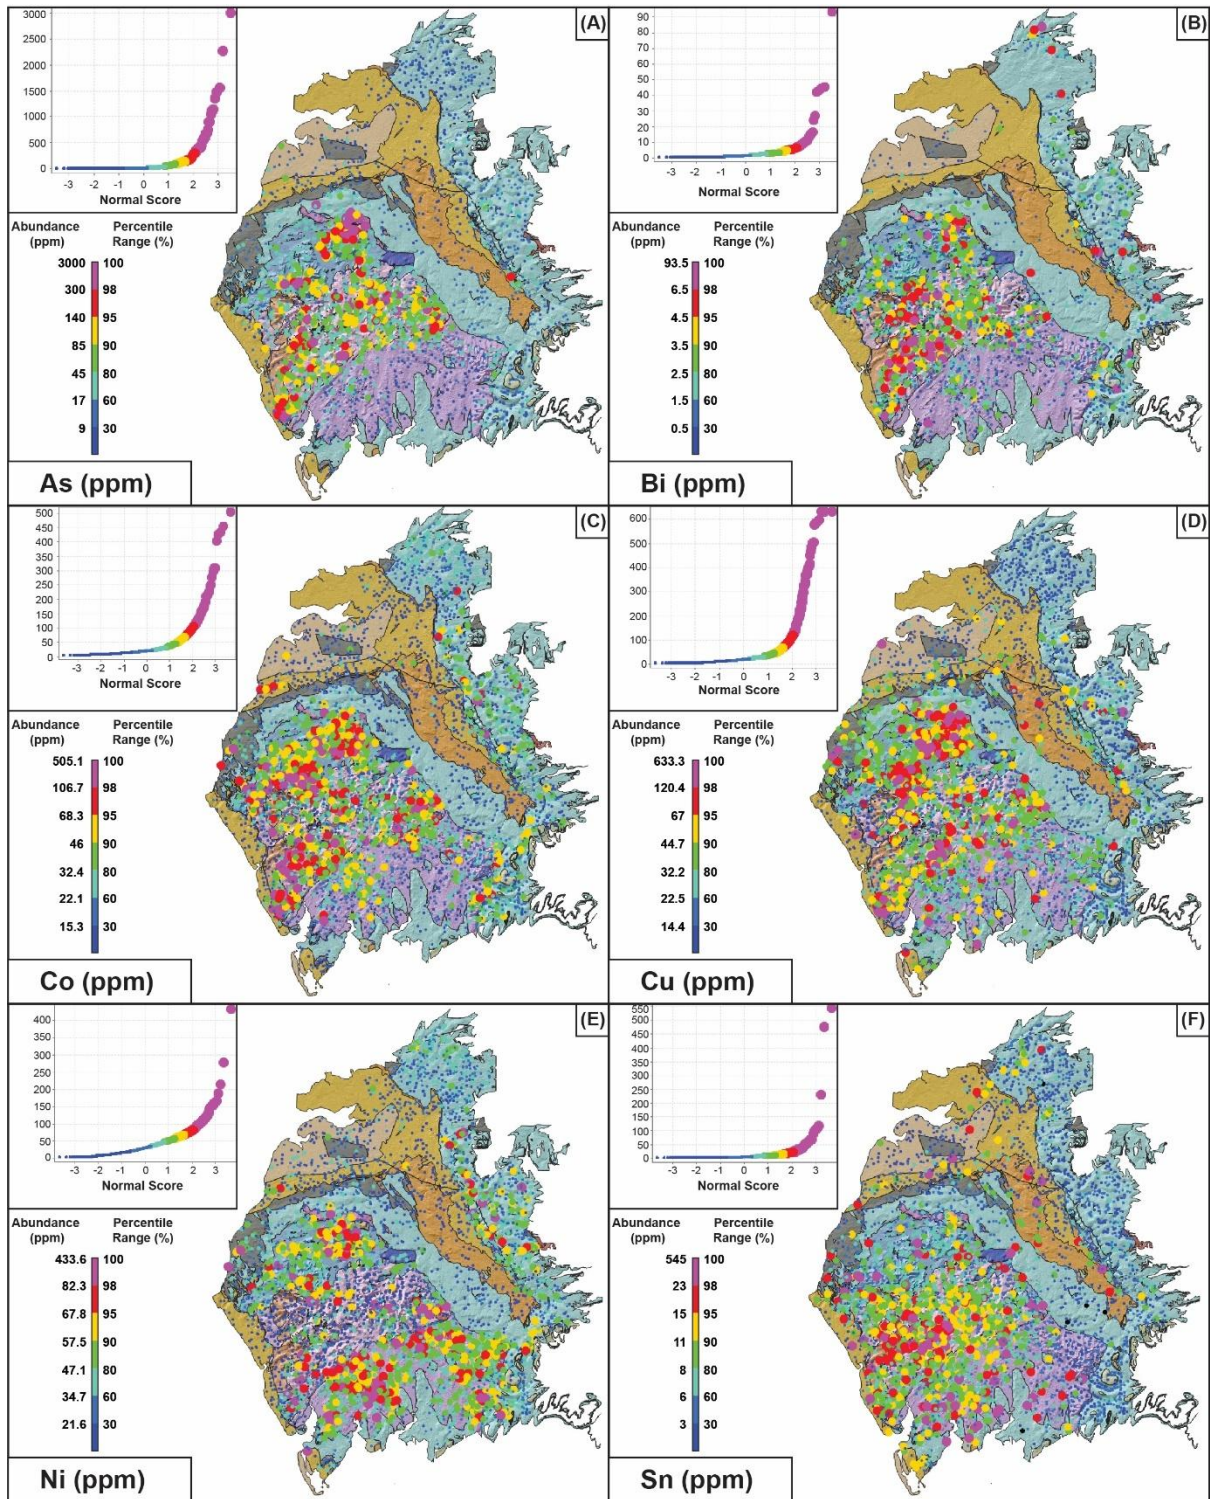 (A)
3000
2500
2000
1500
1000
500
0
-3 -2 -1 0 1 2 3
Normal Score
Abundance Percentile
(ppm) Range (%)
3000 100
300 98
140 95
85 90
45 80
17 60
9 30
As (ppm)
(B)
90
80
70
60
50
40
30
20
10
0
-3 -2 -1 0 1 2 3
Normal Score
Abundance Percentile
(ppm) Range (%)
93.5 100
6.5 98
4.5 95
3.5 90
2.5 80
1.5 60
0.5 30
Bi (ppm)
(C)
500
450
400
350
300
250
200
150
100
50
0
-3 -2 -1 0 1 2 3
Normal Score
Abundance Percentile
(ppm) Range (%)
505.1 100
106.7 98
68.3 95
46 90
32.4 80
22.1 60
15.3 30
Co (ppm)
(D)
600
500
400
300
200
100
0
-3 -2 -1 0 1 2 3
Normal Score
Abundance Percentile
(ppm) Range (%)
633.3 100
120.4 98
67 95
44.7 90
32.2 80
22.5 60
14.4 30
Cu (ppm)
(E)
400
350
300
250
200
150
100
50
0
-3 -2 -1 0 1 2 3
Normal Score
Abundance Percentile
(ppm) Range (%)
433.6 100
82.3 98
67.8 95
57.5 90
47.1 80
34.7 60
21.6 30
Ni (ppm)
(F)
550
500
450
400
350
300
250
200
150
100
50
0
-3 -2 -1 0 1 2 3
Normal Score
Abundance Percentile
(ppm) Range (%)
545 100
23 98
15 95
11 90
8 80
6 60
3 30
Sn (ppm)